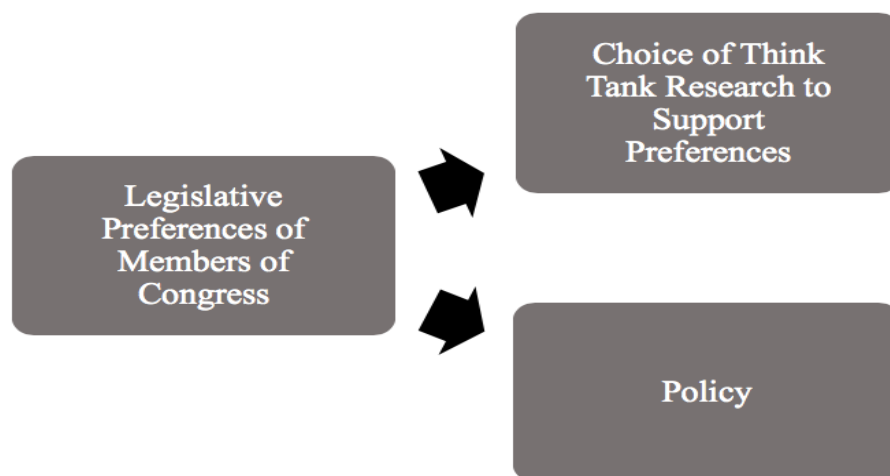 Legislative
Preferences of
Members of
Congress
Choice of Think
Tank Research to
Support
Preferences
Policy